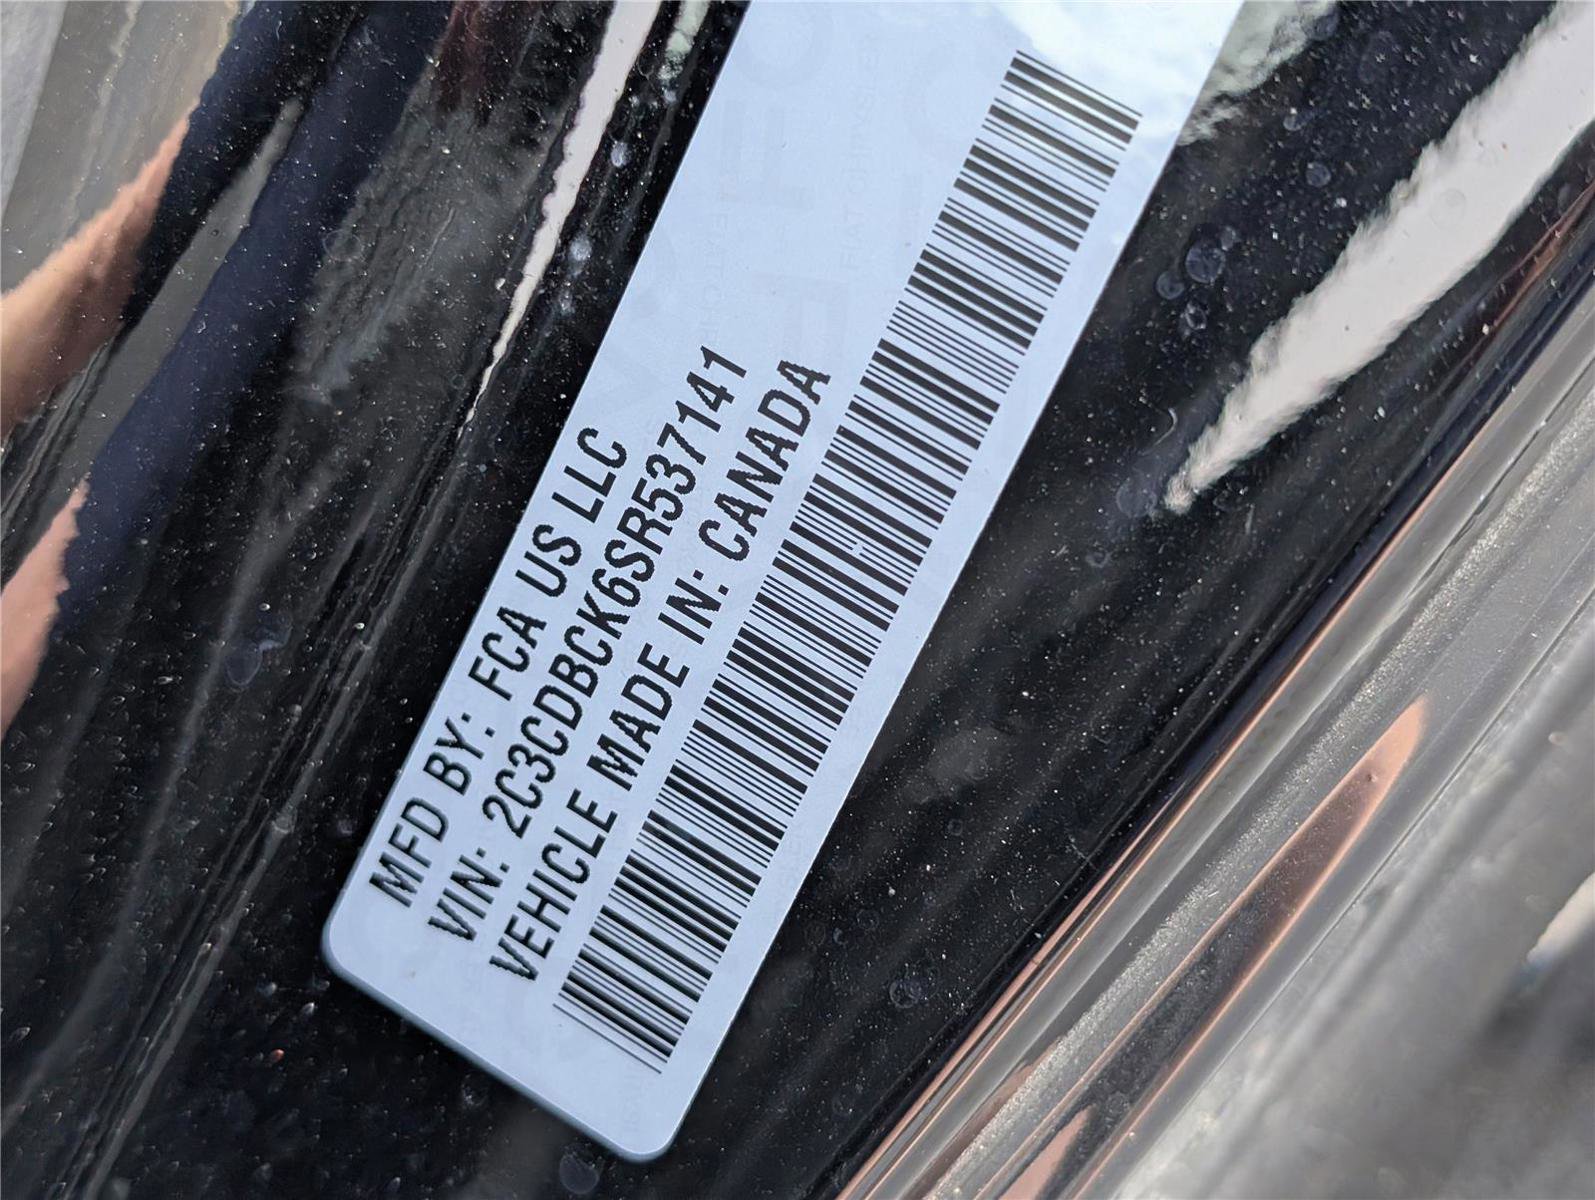 MFD BY: FCA US LLC
VIN: 2C3CDBCK6SR537141
VEHICLE MADE IN: CANADA